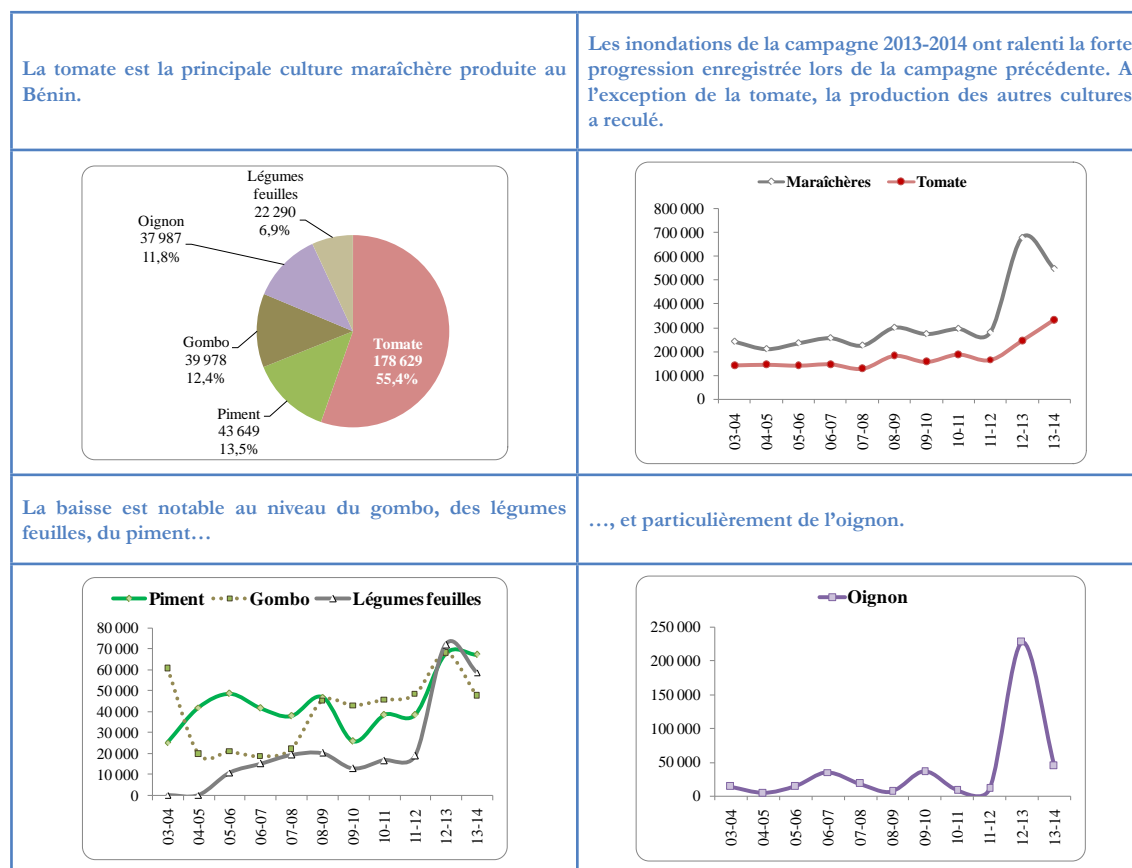 La tomate est la principale culture maraîchère produite au
Bénin.
Les inondations de la campagne 2013-2014 ont ralenti la forte
progression enregistrée lors de la campagne précédente. A
l’exception de la tomate, la production des autres cultures
a reculé.
Légumes
feuilles
22 290
6,9%
Oignon
37 987
11,8%
Gombo
39 978
12,4%
Piment
43 649
13,5%
Tomate
178 629
55,4%
Maraîchères Tomate
800 000
700 000
600 000
500 000
400 000
300 000
200 000
100 000
0
03-04 04-05 05-06 06-07 07-08 08-09 09-10 10-11 11-12 12-13 13-14
La baisse est notable au niveau du gombo, des légumes
feuilles, du piment…
…, et particulièrement de l’oignon.
Piment Gombo Légumes feuilles
80 000
70 000
60 000
50 000
40 000
30 000
20 000
10 000
0
03-04 04-05 05-06 06-07 07-08 08-09 09-10 10-11 11-12 12-13 13-14
Oignon
250 000
200 000
150 000
100 000
50 000
0
03-04 04-05 05-06 06-07 07-08 08-09 09-10 10-11 11-12 12-13 13-14